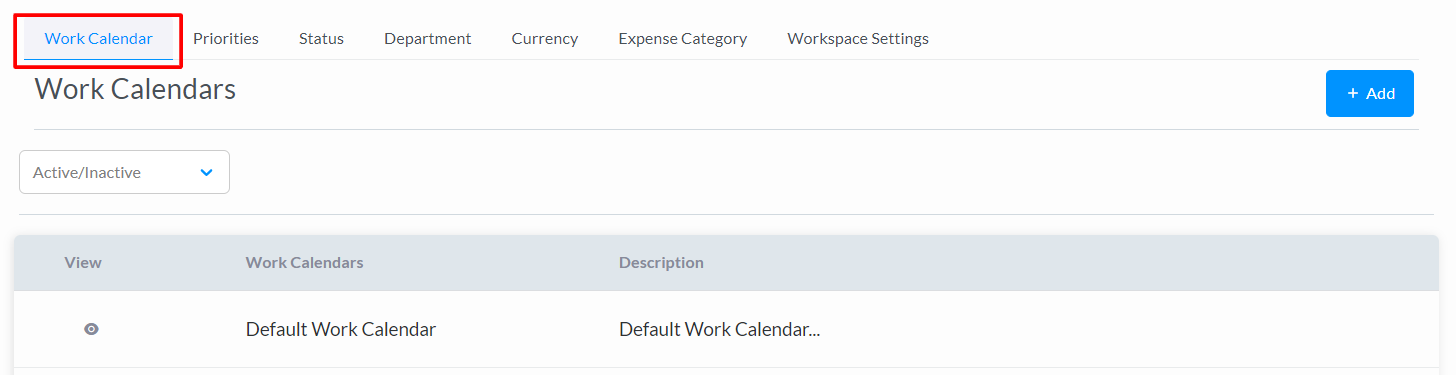 Work Calendar Priorities Status Department Currency Expense Category Workspace Settings
Work Calendars
+ Add
Active/Inactive
View Work Calendars Description
Default Work Calendar Default Work Calendar...